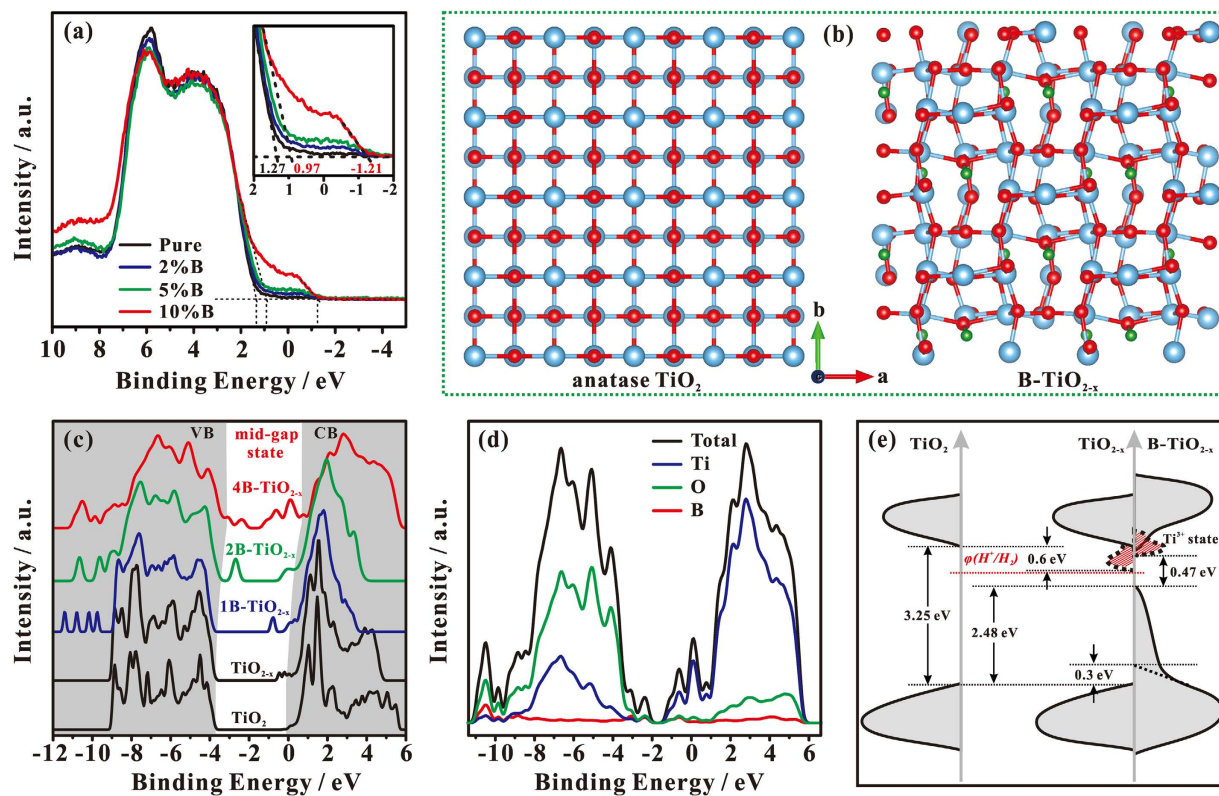 (a)
Intensity / a.u.
Pure
2%B
5%B
10%B
1.27 0.97 -1.21
2 1 0 -1 -2
10 8 6 4 2 0 -2 -4
Binding Energy / eV
(b)
b
a
anatase TiO2
B-TiO2-x
(c)
VB
mid-gap
state
CB
4B-TiO2-x
2B-TiO2-x
1B-TiO2-x
TiO2-x
TiO2
Intensity / a.u.
-12 -10 -8 -6 -4 -2 0 2 4 6
Binding Energy / eV
(d)
Total
Ti
O
B
Intensity / a.u.
-10 -8 -6 -4 -2 0 2 4 6
Binding Energy / eV
(e)
TiO2
TiO2-x
B-TiO2-x
Ti3+ state
φ(H+/H2)
0.6 eV
0.47 eV
3.25 eV
2.48 eV
0.3 eV